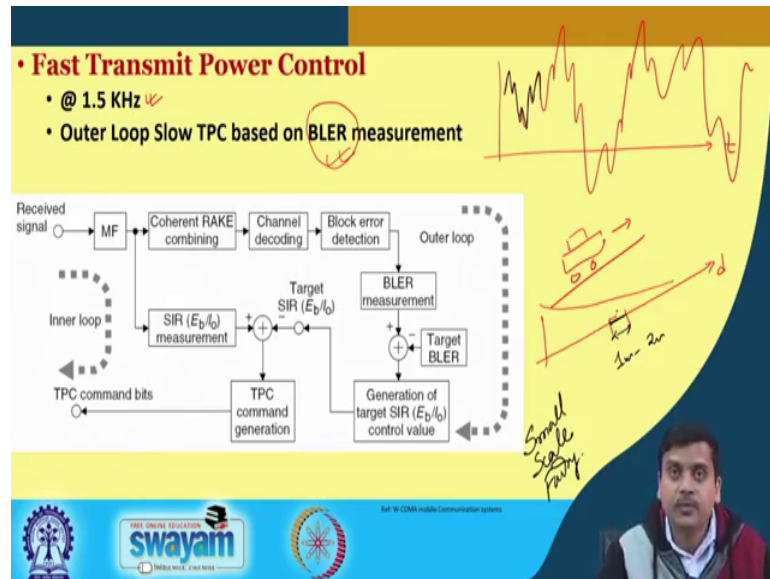 • Fast Transmit Power Control
• @ 1.5 KHz
• Outer Loop Slow TPC based on BLER measurement
t
Received
signal
MF
Coherent RAKE
combining
Channel
decoding
Block error
detection
Outer loop
BLER
measurement
Inner loop
SIR (Eb/I0)
measurement
+
+
−
Target
SIR (Eb/I0)
+
+
−
Target
BLER
TPC command bits
TPC
command
generation
Generation of
target SIR (Eb/I0)
control value
d
1m - 2m
Small
Scale
Fading.
FREE ONLINE EDUCATION
swayam
Ref: W-CDMA mobile Communication systems